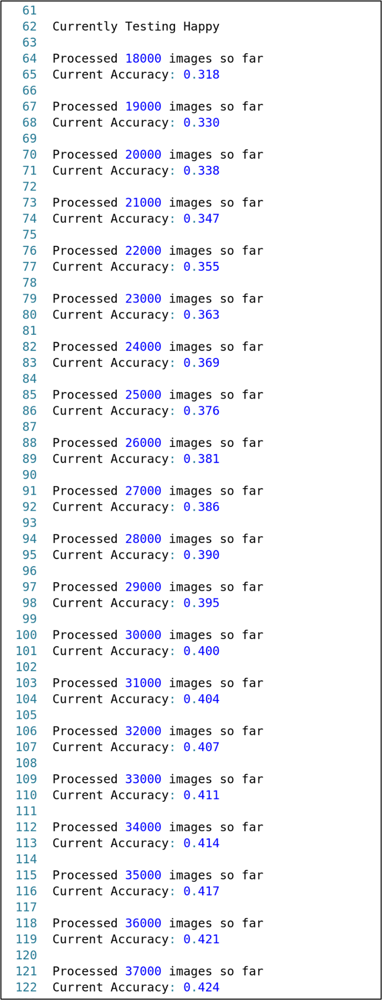 61
62 Currently Testing Happy
63
64 Processed 18000 images so far
65 Current Accuracy: 0.318
66
67 Processed 19000 images so far
68 Current Accuracy: 0.330
69
70 Processed 20000 images so far
71 Current Accuracy: 0.338
72
73 Processed 21000 images so far
74 Current Accuracy: 0.347
75
76 Processed 22000 images so far
77 Current Accuracy: 0.355
78
79 Processed 23000 images so far
80 Current Accuracy: 0.363
81
82 Processed 24000 images so far
83 Current Accuracy: 0.369
84
85 Processed 25000 images so far
86 Current Accuracy: 0.376
87
88 Processed 26000 images so far
89 Current Accuracy: 0.381
90
91 Processed 27000 images so far
92 Current Accuracy: 0.386
93
94 Processed 28000 images so far
95 Current Accuracy: 0.390
96
97 Processed 29000 images so far
98 Current Accuracy: 0.395
99
100 Processed 30000 images so far
101 Current Accuracy: 0.400
102
103 Processed 31000 images so far
104 Current Accuracy: 0.404
105
106 Processed 32000 images so far
107 Current Accuracy: 0.407
108
109 Processed 33000 images so far
110 Current Accuracy: 0.411
111
112 Processed 34000 images so far
113 Current Accuracy: 0.414
114
115 Processed 35000 images so far
116 Current Accuracy: 0.417
117
118 Processed 36000 images so far
119 Current Accuracy: 0.421
120
121 Processed 37000 images so far
122 Current Accuracy: 0.424